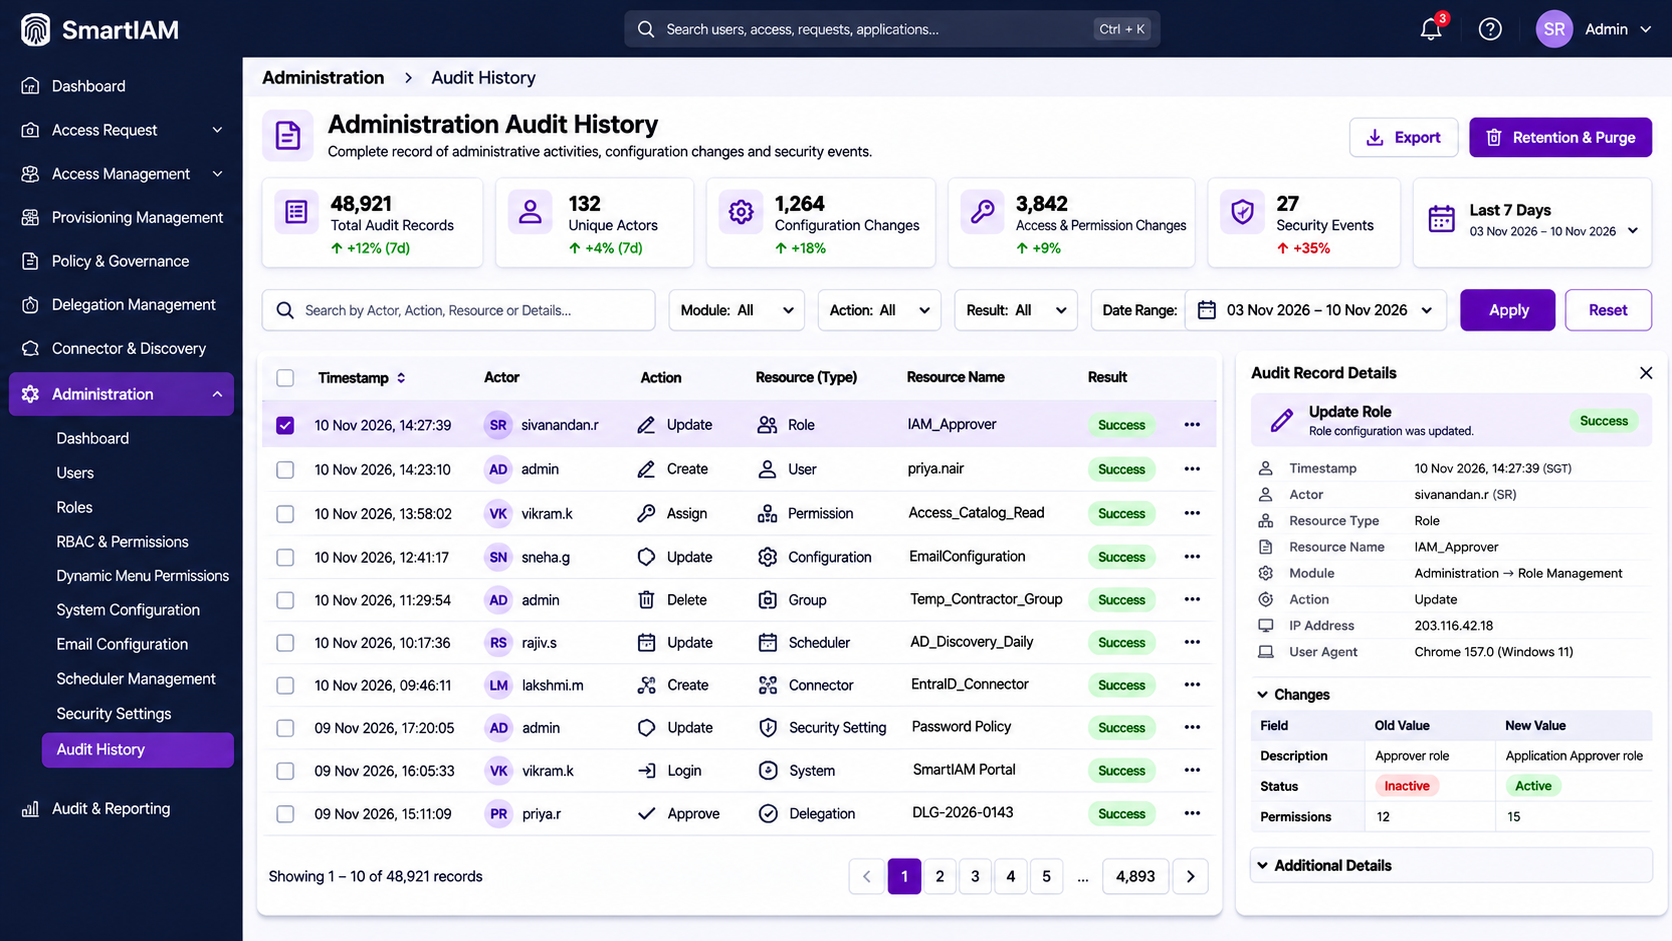 SmartIAM
Search users, access, requests, applications...
Ctrl + K
3
SR
Admin
Dashboard
Access Request
Access Management
Provisioning Management
Policy & Governance
Delegation Management
Connector & Discovery
Administration
Dashboard
Users
Roles
RBAC & Permissions
Dynamic Menu Permissions
System Configuration
Email Configuration
Scheduler Management
Security Settings
Audit History
Audit & Reporting
Administration > Audit History
Administration Audit History
Complete record of administrative activities, configuration changes and security events.
Export
Retention & Purge
48,921
Total Audit Records
↑ +12% (7d)
132
Unique Actors
↑ +4% (7d)
1,264
Configuration Changes
↑ +18%
3,842
Access & Permission Changes
↑ +9%
27
Security Events
↑ +35%
Last 7 Days
03 Nov 2026 – 10 Nov 2026
Search by Actor, Action, Resource or Details...
Module: All
Action: All
Result: All
Date Range: 03 Nov 2026 – 10 Nov 2026
Apply
Reset
Timestamp Actor Action Resource (Type) Resource Name Result
10 Nov 2026, 14:27:39 SR sivanandan.r Update Role IAM_Approver Success ...
10 Nov 2026, 14:23:10 AD admin Create User priya.nair Success ...
10 Nov 2026, 13:58:02 VK vikram.k Assign Permission Access_Catalog_Read Success ...
10 Nov 2026, 12:41:17 SN sneha.g Update Configuration EmailConfiguration Success ...
10 Nov 2026, 11:29:54 AD admin Delete Group Temp_Contractor_Group Success ...
10 Nov 2026, 10:17:36 RS rajiv.s Update Scheduler AD_Discovery_Daily Success ...
10 Nov 2026, 09:46:11 LM lakshmi.m Create Connector EntraID_Connector Success ...
09 Nov 2026, 17:20:05 AD admin Update Security Setting Password Policy Success ...
09 Nov 2026, 16:05:33 VK vikram.k Login System SmartIAM Portal Success ...
09 Nov 2026, 15:11:09 PR priya.r Approve Delegation DLG-2026-0143 Success ...
Showing 1 – 10 of 48,921 records
< 1 2 3 4 5 ... 4,893 >
Audit Record Details
Update Role
Role configuration was updated.
Success
Timestamp 10 Nov 2026, 14:27:39 (SGT)
Actor sivanandan.r (SR)
Resource Type Role
Resource Name IAM_Approver
Module Administration → Role Management
Action Update
IP Address 203.116.42.18
User Agent Chrome 157.0 (Windows 11)
Changes
Field Old Value New Value
Description Approver role Application Approver role
Status Inactive Active
Permissions 12 15
Additional Details